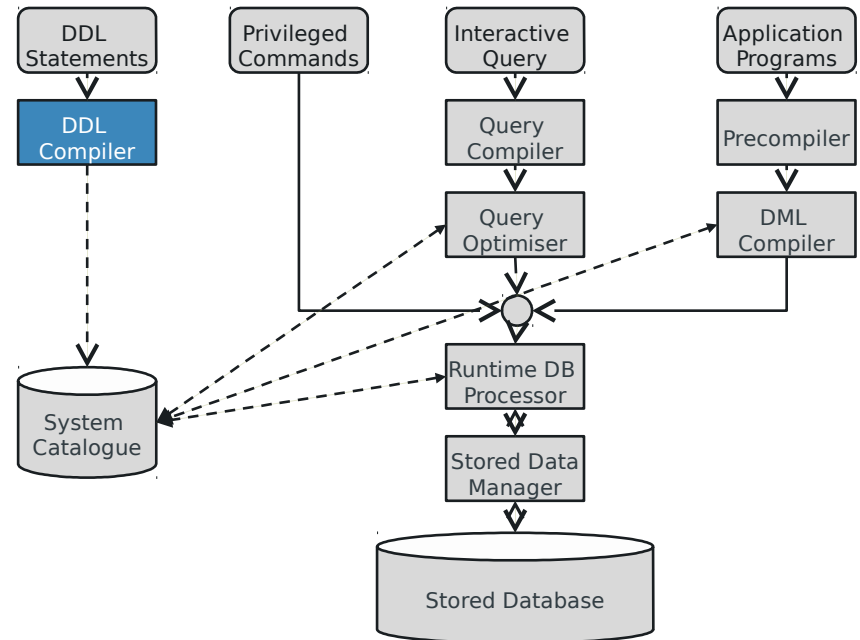 DDL
Statements
Privileged
Commands
Interactive
Query
Application
Programs
DDL
Compiler
Query
Compiler
Precompiler
Query
Optimiser
DML
Compiler
Runtime DB
Processor
System
Catalogue
Stored Data
Manager
Stored Database